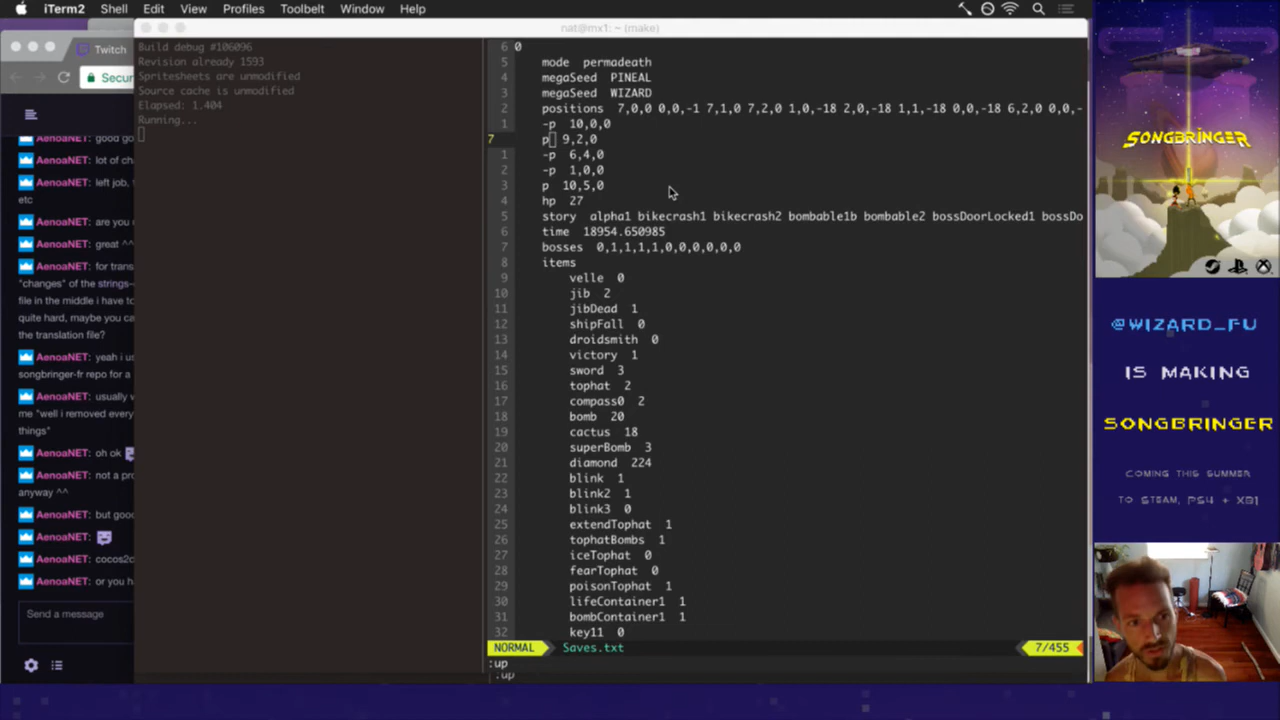 iTerm2 Shell Edit View Profiles Toolbelt Window Help
nat@mx1: ~ (make)
Twitch
Secur
AenoaNET: good go
AenoaNET: lot of ch
AenoaNET: left job,
etc
AenoaNET: are you
AenoaNET: great ^^
AenoaNET: for trans
"changes" of the strings-
file in the middle i have to
quite hard, maybe you ca
the translation file?
AenoaNET: yeah i us
songbringer-fr repo for a
AenoaNET: usually
me "well i removed every
things"
AenoaNET: oh ok
AenoaNET: not a pro
anyway ^^
AenoaNET: but good
AenoaNET:
AenoaNET: cocos2c
AenoaNET: or you h
Send a message
Build debug #106096
Revision already 1593
Spritesheets are unmodified
Source cache is unmodified
Elapsed: 1.404
Running...
6 0
5 mode permadeath
4 megaSeed PINEAL
3 megaSeed WIZARD
2 positions 7,0,0 0,0,-1 7,1,0 7,2,0 1,0,-18 2,0,-18 1,1,-18 0,0,-18 6,2,0 0,0,-
1 -p 10,0,0
7 p 9,2,0
1 -p 6,4,0
2 -p 1,0,0
3 p 10,5,0
4 hp 27
5 story alpha1 bikecrash1 bikecrash2 bombable1b bombable2 bossDoorLocked1 bossDo
6 time 18954.650985
7 bosses 0,1,1,1,1,0,0,0,0,0,0
8 items
9 velle 0
10 jib 2
11 jibDead 1
12 shipFall 0
13 droidsmith 0
14 victory 1
15 sword 3
16 tophat 2
17 compass0 2
18 bomb 20
19 cactus 18
20 superBomb 3
21 diamond 224
22 blink 1
23 blink2 1
24 blink3 0
25 extendTophat 1
26 tophatBombs 1
27 iceTophat 0
28 fearTophat 0
29 poisonTophat 1
30 lifeContainer1 1
31 bombContainer1 1
32 key11 0
NORMAL Saves.txt 7/455
:up
:up
SONGBRINGER
@WIZARD_FU
IS MAKING
SONGBRINGER
COMING THIS SUMMER
TO STEAM, PS4 + XB1